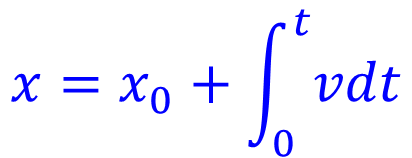 x = x₀ + ∫₀ᵗ vdt